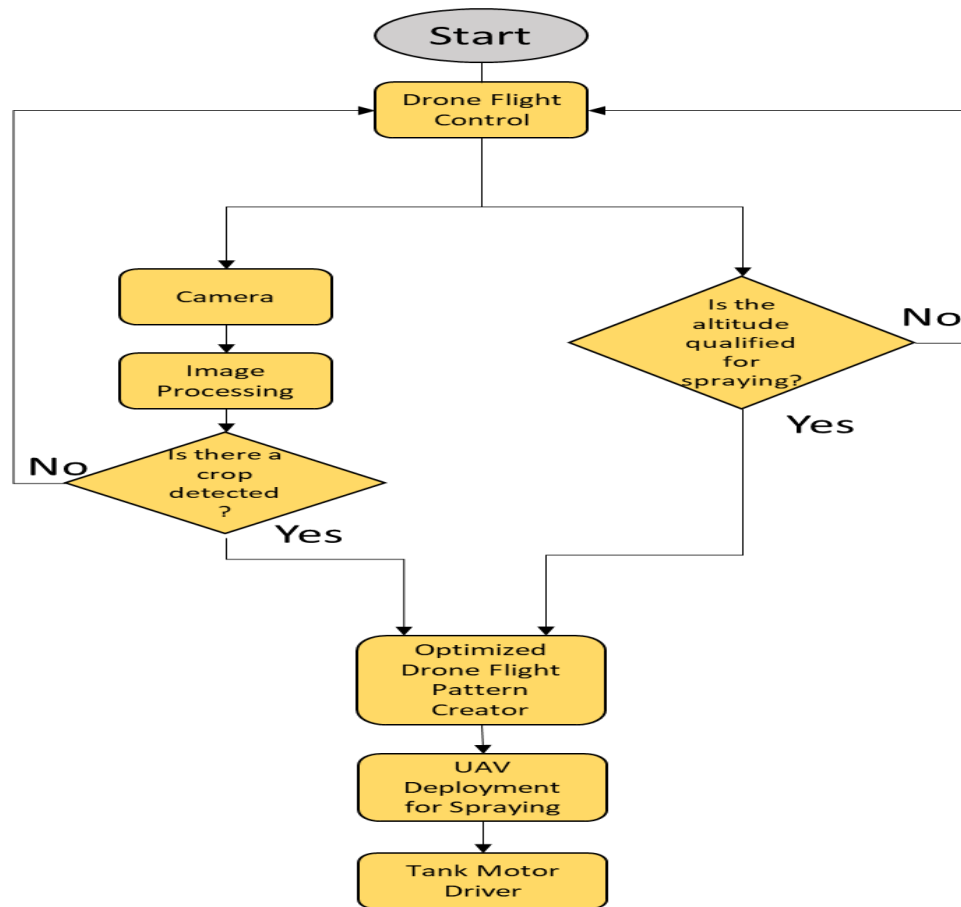 Start
Drone Flight
Control
Camera
Image
Processing
Is there a
crop
detected
?
No
Yes
Is the
altitude
qualified
for
spraying?
No
Yes
Optimized
Drone Flight
Pattern
Creator
UAV
Deployment
for Spraying
Tank Motor
Driver